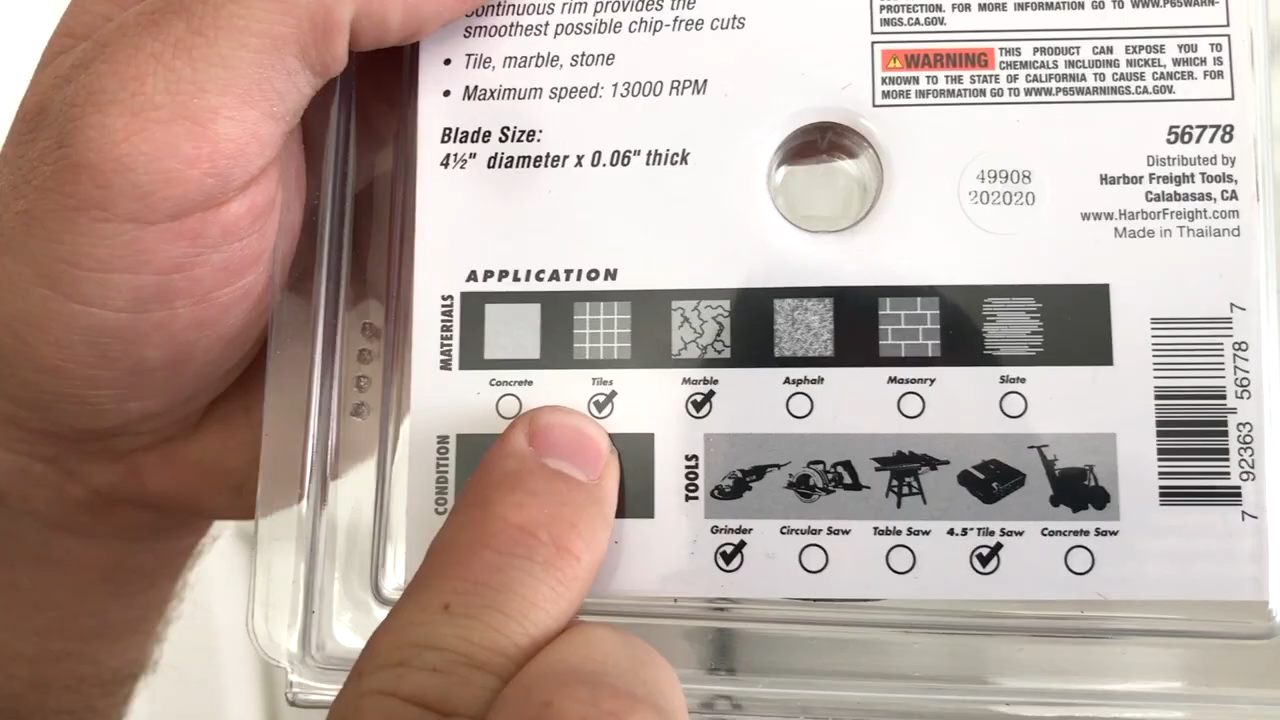 continuous rim provides the
smoothest possible chip-free cuts
• Tile, marble, stone
• Maximum speed: 13000 RPM
Blade Size:
4½" diameter x 0.06" thick
PROTECTION. FOR MORE INFORMATION GO TO WWW.P65WARN-
INGS.CA.GOV.
⚠WARNING THIS PRODUCT CAN EXPOSE YOU TO
CHEMICALS INCLUDING NICKEL, WHICH IS
KNOWN TO THE STATE OF CALIFORNIA TO CAUSE CANCER. FOR
MORE INFORMATION GO TO WWW.P65WARNINGS.CA.GOV.
56778
Distributed by
Harbor Freight Tools,
Calabasas, CA
www.HarborFreight.com
Made in Thailand
49908
202020
APPLICATION
MATERIALS
Concrete Tiles Marble Asphalt Masonry Slate
CONDITION
TOOLS
Grinder Circular Saw Table Saw 4.5" Tile Saw Concrete Saw
7 92363 56778 7